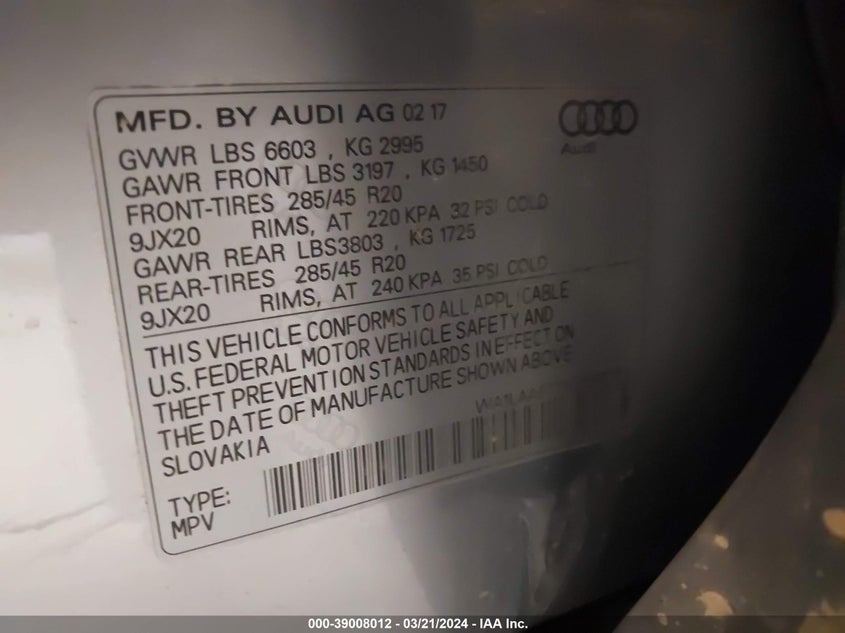 MFD. BY AUDI AG 02 17
Audi
GVWR LBS 6603 , KG 2995
GAWR FRONT LBS 3197 , KG 1450
FRONT-TIRES 285/45 R20
9JX20 RIMS, AT 220 KPA 32 PSI COLD
GAWR REAR LBS3803 , KG 1725
REAR-TIRES 285/45 R20
9JX20 RIMS, AT 240 KPA 35 PSI COLD
THIS VEHICLE CONFORMS TO ALL APPLICABLE
U.S. FEDERAL MOTOR VEHICLE SAFETY AND
THEFT PREVENTION STANDARDS IN EFFECT ON
THE DATE OF MANUFACTURE SHOWN ABOVE
SLOVAKIA
TYPE:
MPV
000-39008012 - 03/21/2024 - IAA Inc.